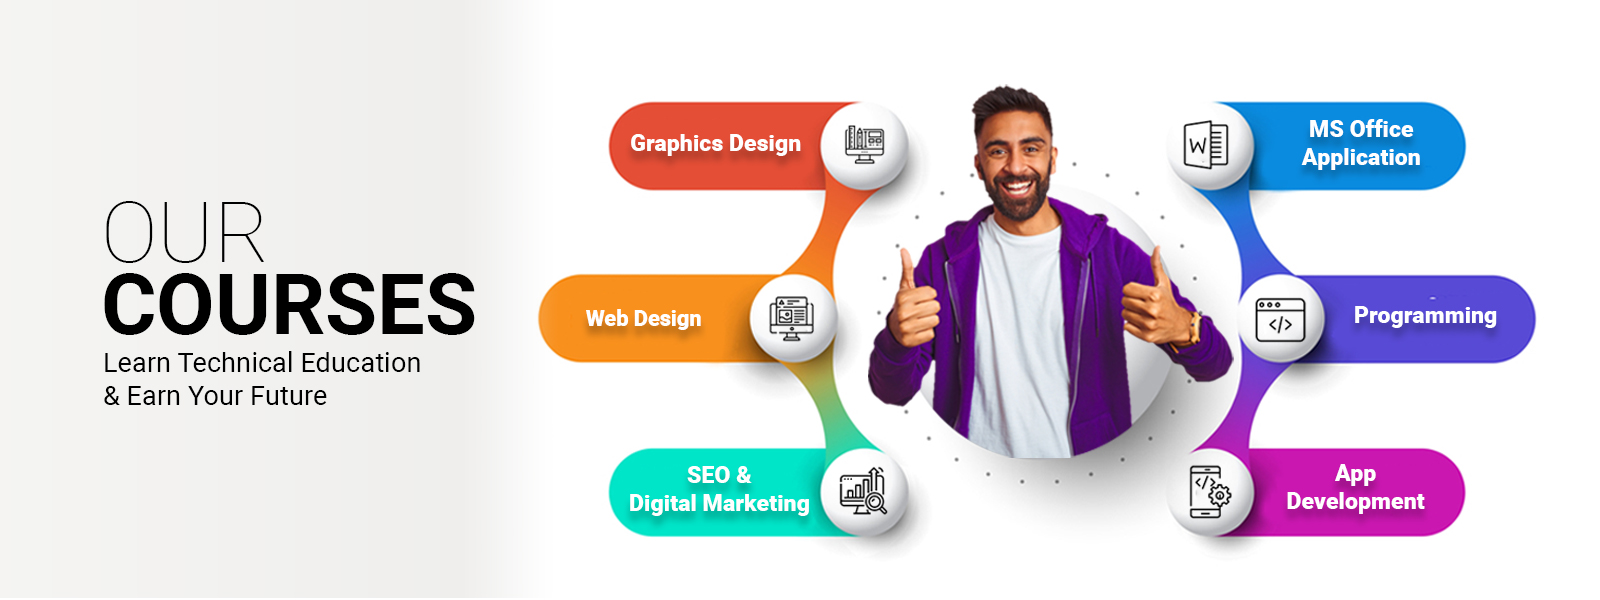 OUR
COURSES
Learn Technical Education
& Earn Your Future
Graphics Design
Web Design
SEO &
Digital Marketing
W
MS Office
Application
</>
Programming
</>
App
Development